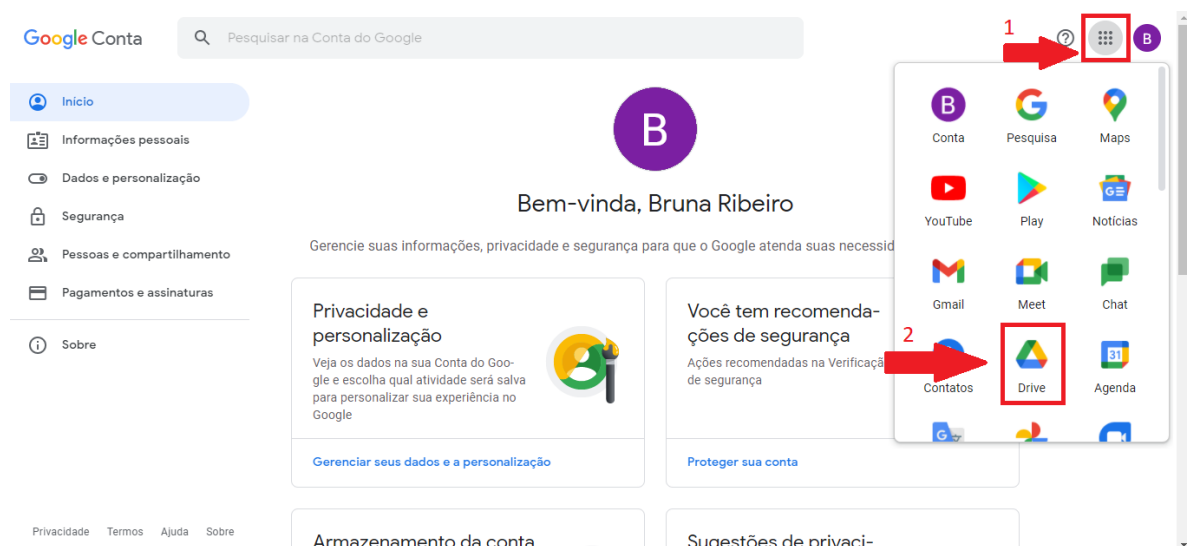 Google Conta
Pesquisar na Conta do Google
1
B
Início
Informações pessoais
Dados e personalização
Segurança
Pessoas e compartilhamento
Pagamentos e assinaturas
Sobre
B
Bem-vinda, Bruna Ribeiro
Gerencie suas informações, privacidade e segurança para que o Google atenda suas necessid
Privacidade e
personalização
Veja os dados na sua Conta do Goo-
gle e escolha qual atividade será salva
para personalizar sua experiência no
Google
Gerenciar seus dados e a personalização
Você tem recomenda-
ções de segurança
Ações recomendadas na Verificaçã
de segurança
Proteger sua conta
Armazenamento da conta
Sugestões de privaci-
B
Conta
Pesquisa
Maps
YouTube
Play
Notícias
Gmail
Meet
Chat
2
Contatos
Drive
31
Agenda
Privacidade Termos Ajuda Sobre